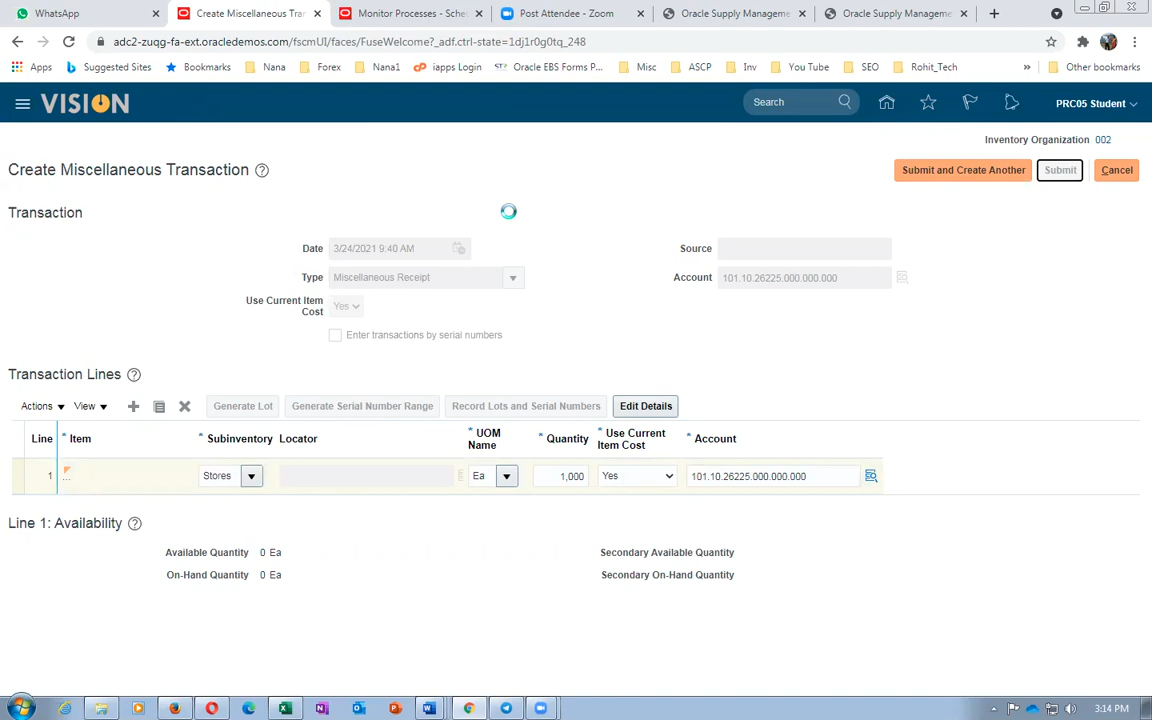 WhatsApp
Create Miscellaneous Tran
Monitor Processes - Sche
Post Attendee - Zoom
Oracle Supply Manageme
Oracle Supply Manageme
adc2-zuqg-fa-ext.oracledemos.com/fscmUI/faces/FuseWelcome?_adf.ctrl-state=1dj1r0g0tq_248
Apps
Suggested Sites
Bookmarks
Nana
Forex
Nana1
iapps Login
Oracle EBS Forms P...
Misc
ASCP
Inv
You Tube
SEO
Rohit_Tech
»
Other bookmarks
VISION
Search
PRC05 Student
Inventory Organization 002
Create Miscellaneous Transaction
Submit and Create Another
Submit
Cancel
Transaction
Date 3/24/2021 9:40 AM
Source
Type Miscellaneous Receipt
Account 101.10.26225.000.000.000
Use Current Item
Cost
Yes
Enter transactions by serial numbers
Transaction Lines
Actions
View
Generate Lot
Generate Serial Number Range
Record Lots and Serial Numbers
Edit Details
Line
* Item
* Subinventory
Locator
* UOM
Name
* Quantity
* Use Current
Item Cost
* Account
1
...
Stores
Ea
1,000
Yes
101.10.26225.000.000.000
Line 1: Availability
Available Quantity 0 Ea
Secondary Available Quantity
On-Hand Quantity 0 Ea
Secondary On-Hand Quantity
3:14 PM